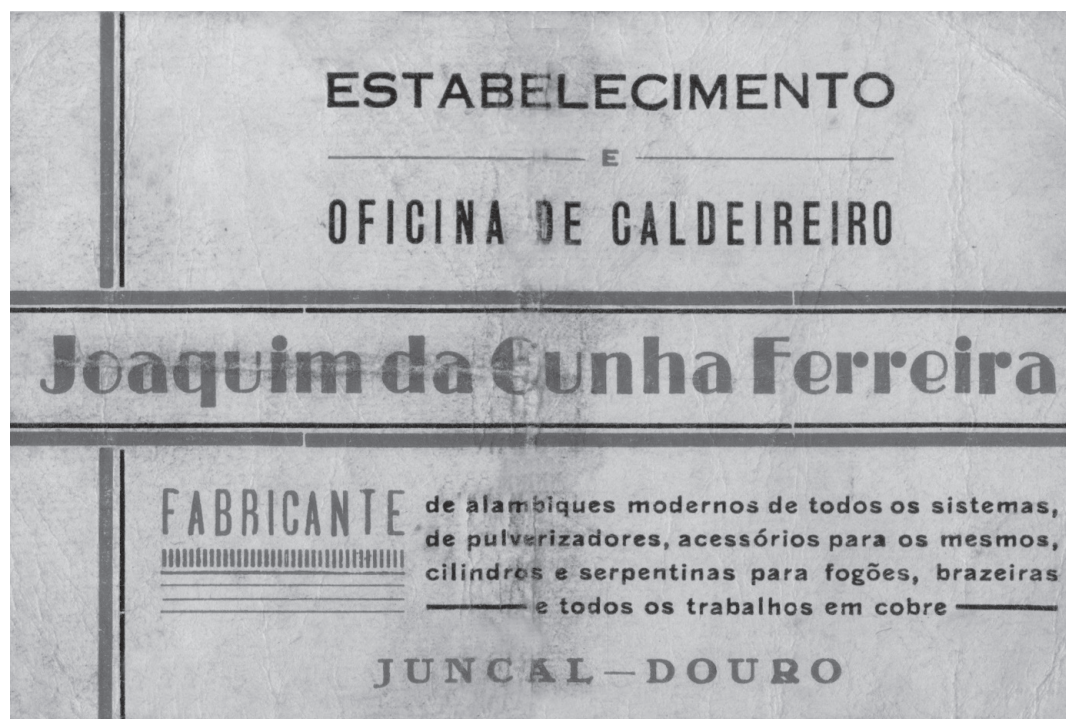 ESTABELECIMENTO
E
OFICINA DE CALDEIREIRO
Joaquim da Cunha Ferreira
FABRICANTE
de alambiques modernos de todos os sistemas,
de pulverizadores, acessórios para os mesmos,
cilindros e serpentinas para fogões, brazeiras
e todos os trabalhos em cobre
JUNCAL—DOURO